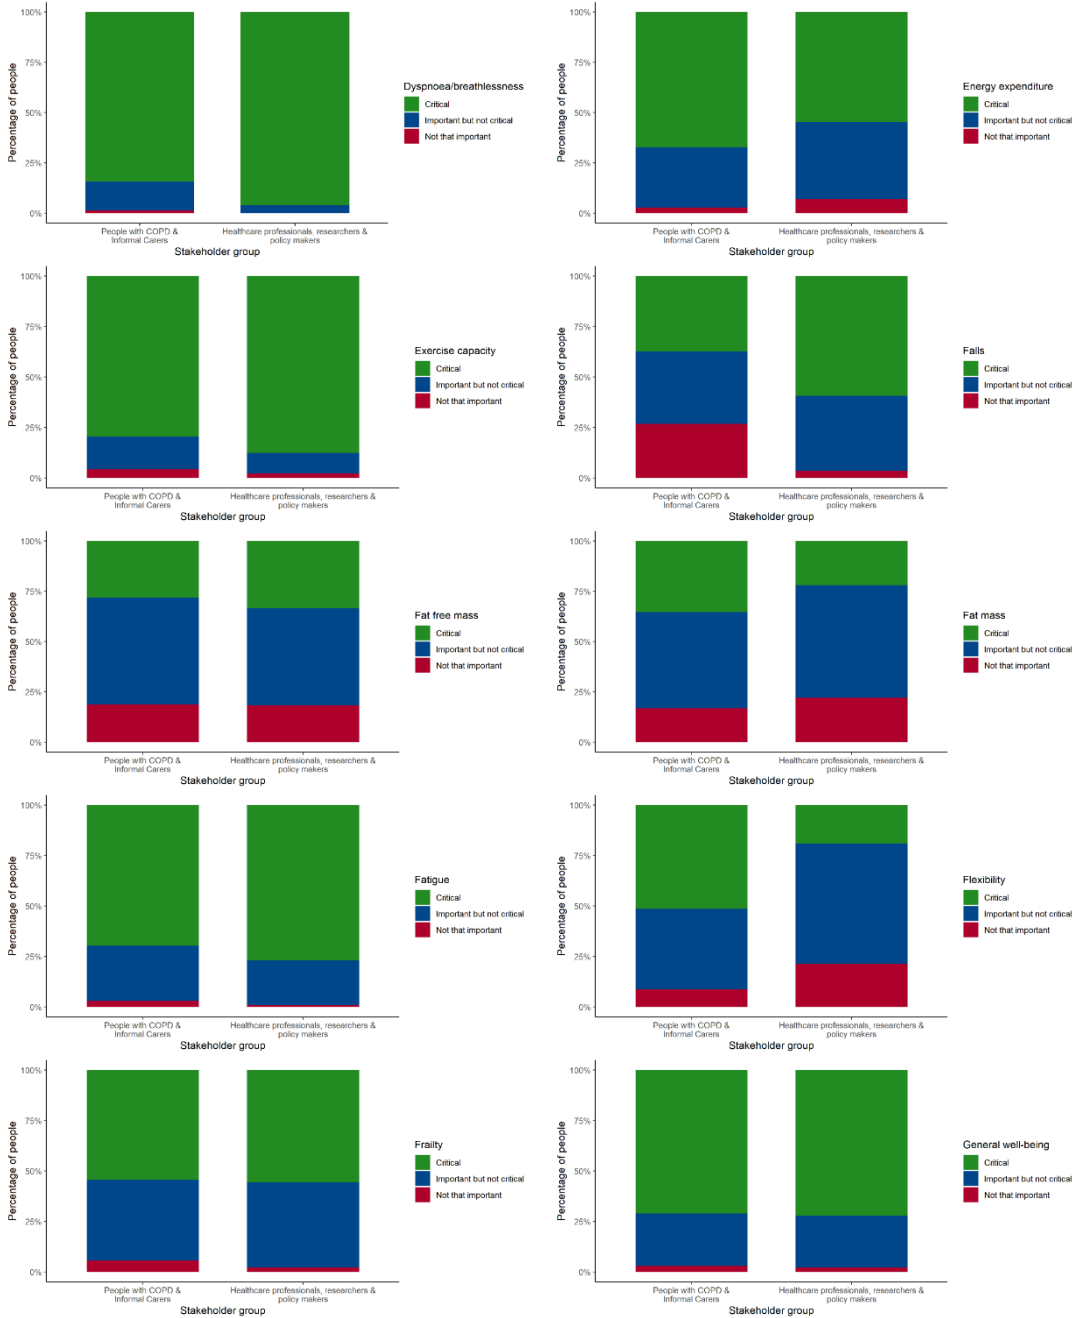 100%
75%
50%
25%
0%
Percentage of people
People with COPD &
Informal Carers
Healthcare professionals, researchers &
policy makers
Stakeholder group
Dyspnoea/breathlessness
Critical
Important but not critical
Not that important
100%
75%
50%
25%
0%
Percentage of people
People with COPD &
Informal Carers
Healthcare professionals, researchers &
policy makers
Stakeholder group
Energy expenditure
Critical
Important but not critical
Not that important
100%
75%
50%
25%
0%
Percentage of people
People with COPD &
Informal Carers
Healthcare professionals, researchers &
policy makers
Stakeholder group
Exercise capacity
Critical
Important but not critical
Not that important
100%
75%
50%
25%
0%
Percentage of people
People with COPD &
Informal Carers
Healthcare professionals, researchers &
policy makers
Stakeholder group
Falls
Critical
Important but not critical
Not that important
100%
75%
50%
25%
0%
Percentage of people
People with COPD &
Informal Carers
Healthcare professionals, researchers &
policy makers
Stakeholder group
Fat free mass
Critical
Important but not critical
Not that important
100%
75%
50%
25%
0%
Percentage of people
People with COPD &
Informal Carers
Healthcare professionals, researchers &
policy makers
Stakeholder group
Fat mass
Critical
Important but not critical
Not that important
100%
75%
50%
25%
0%
Percentage of people
People with COPD &
Informal Carers
Healthcare professionals, researchers &
policy makers
Stakeholder group
Fatigue
Critical
Important but not critical
Not that important
100%
75%
50%
25%
0%
Percentage of people
People with COPD &
Informal Carers
Healthcare professionals, researchers &
policy makers
Stakeholder group
Flexibility
Critical
Important but not critical
Not that important
100%
75%
50%
25%
0%
Percentage of people
People with COPD &
Informal Carers
Healthcare professionals, researchers &
policy makers
Stakeholder group
Frailty
Critical
Important but not critical
Not that important
100%
75%
50%
25%
0%
Percentage of people
People with COPD &
Informal Carers
Healthcare professionals, researchers &
policy makers
Stakeholder group
General well-being
Critical
Important but not critical
Not that important